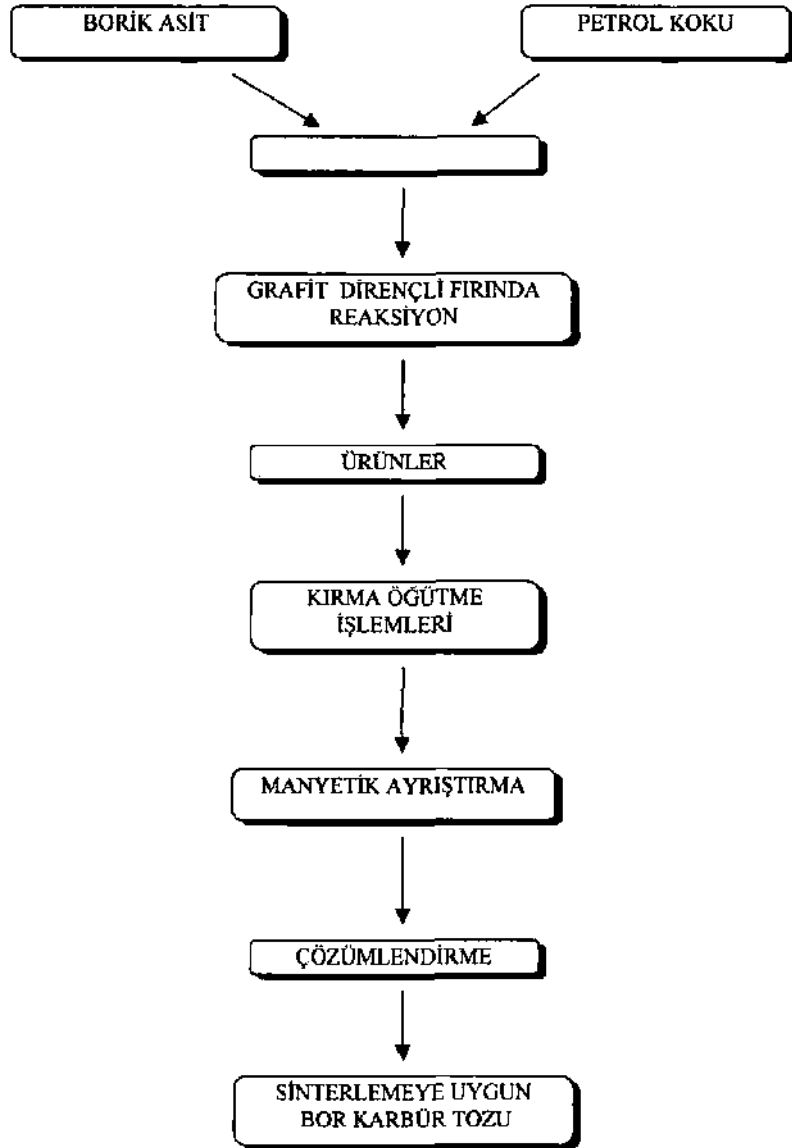 BORİK ASİT
PETROL KOKU
GRAFİT DİRENÇLİ FIRINDA
REAKSİYON
ÜRÜNLER
KIRMA ÖĞÜTME
İŞLEMLERİ
MANYETİK AYRIŞTIRMA
ÇÖZÜMLENDİRME
SİNTERLEMEYE UYGUN
BOR KARBÜR TOZU